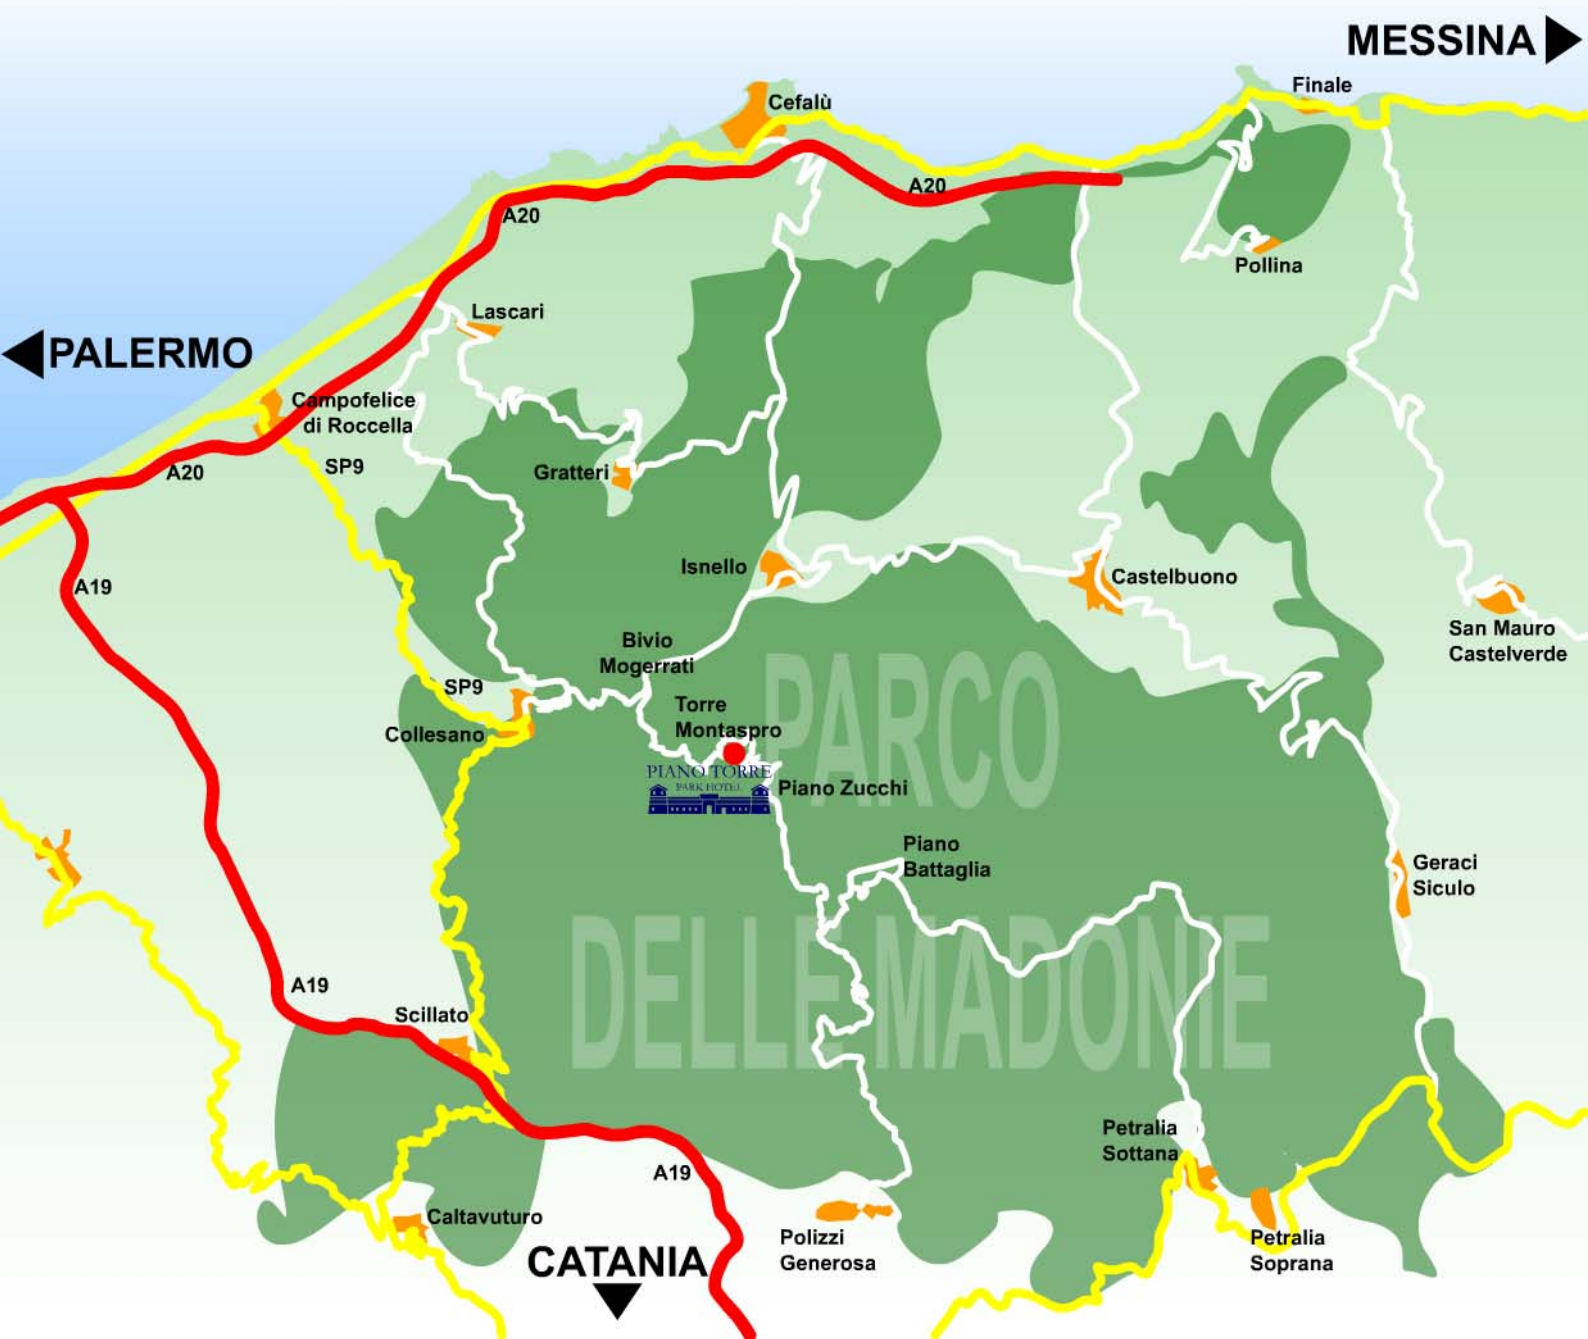 MESSINA
Finale
Cefalù
A20
A20
Pollina
Lascari
PALERMO
Campofelice
di Roccella
SP9
A20
Gratteri
Isnello
Castelbuono
A19
San Mauro
Castelverde
Bivio
Mogerrati
SP9
Torre
Montaspro
Collesano
PARCO
PIANO TORRE
PARK HOTEL
Piano Zucchi
Piano
Battaglia
Geraci
Siculo
DELLE MADONIE
A19
Scillato
Petralia
Sottana
A19
Caltavuturo
Polizzi
Generosa
Petralia
Soprana
CATANIA